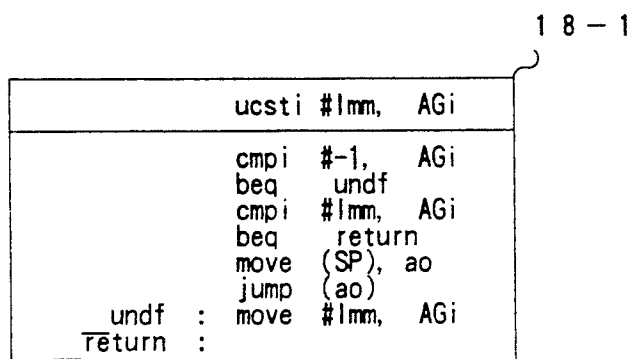 18-1
ucsti #Imm, AGi
cmpi #-1, AGi
beq undf
cmpi #Imm, AGi
beq return
move (SP), ao
jump (ao)
undf : move #Imm, AGi
return :